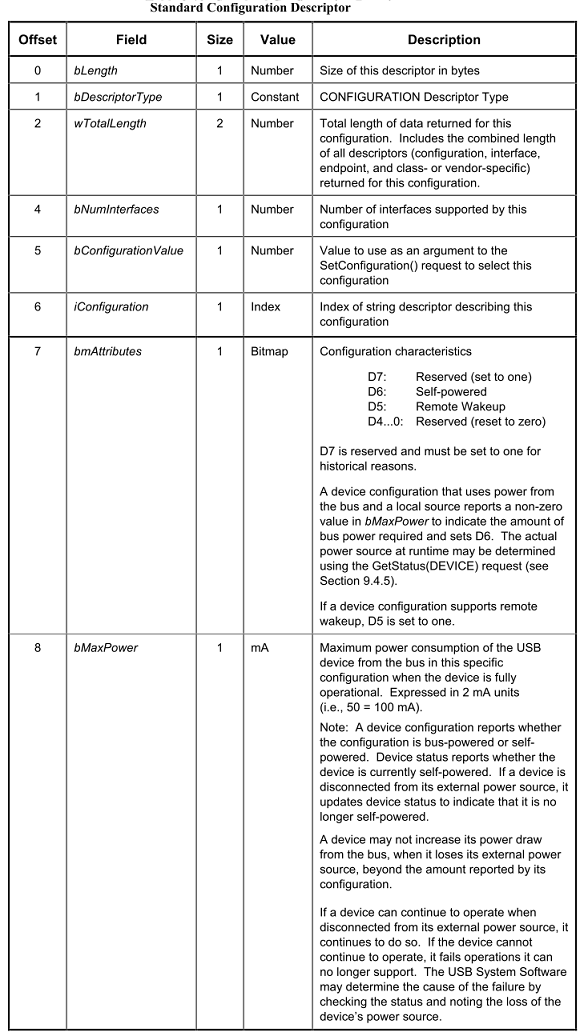 Standard Configuration Descriptor
Offset Field Size Value Description
0 bLength 1 Number Size of this descriptor in bytes
1 bDescriptorType 1 Constant CONFIGURATION Descriptor Type
2 wTotalLength 2 Number Total length of data returned for this
configuration. Includes the combined length
of all descriptors (configuration, interface,
endpoint, and class- or vendor-specific)
returned for this configuration.
4 bNumInterfaces 1 Number Number of interfaces supported by this
configuration
5 bConfigurationValue 1 Number Value to use as an argument to the
SetConfiguration() request to select this
configuration
6 iConfiguration 1 Index Index of string descriptor describing this
configuration
7 bmAttributes 1 Bitmap Configuration characteristics
D7: Reserved (set to one)
D6: Self-powered
D5: Remote Wakeup
D4...0: Reserved (reset to zero)
D7 is reserved and must be set to one for
historical reasons.
A device configuration that uses power from
the bus and a local source reports a non-zero
value in bMaxPower to indicate the amount of
bus power required and sets D6. The actual
power source at runtime may be determined
using the GetStatus(DEVICE) request (see
Section 9.4.5).
If a device configuration supports remote
wakeup, D5 is set to one.
8 bMaxPower 1 mA Maximum power consumption of the USB
device from the bus in this specific
configuration when the device is fully
operational. Expressed in 2 mA units
(i.e., 50 = 100 mA).
Note: A device configuration reports whether
the configuration is bus-powered or self-
powered. Device status reports whether the
device is currently self-powered. If a device is
disconnected from its external power source, it
updates device status to indicate that it is no
longer self-powered.
A device may not increase its power draw
from the bus, when it loses its external power
source, beyond the amount reported by its
configuration.
If a device can continue to operate when
disconnected from its external power source, it
continues to do so. If the device cannot
continue to operate, it fails operations it can
no longer support. The USB System Software
may determine the cause of the failure by
checking the status and noting the loss of the
device's power source.